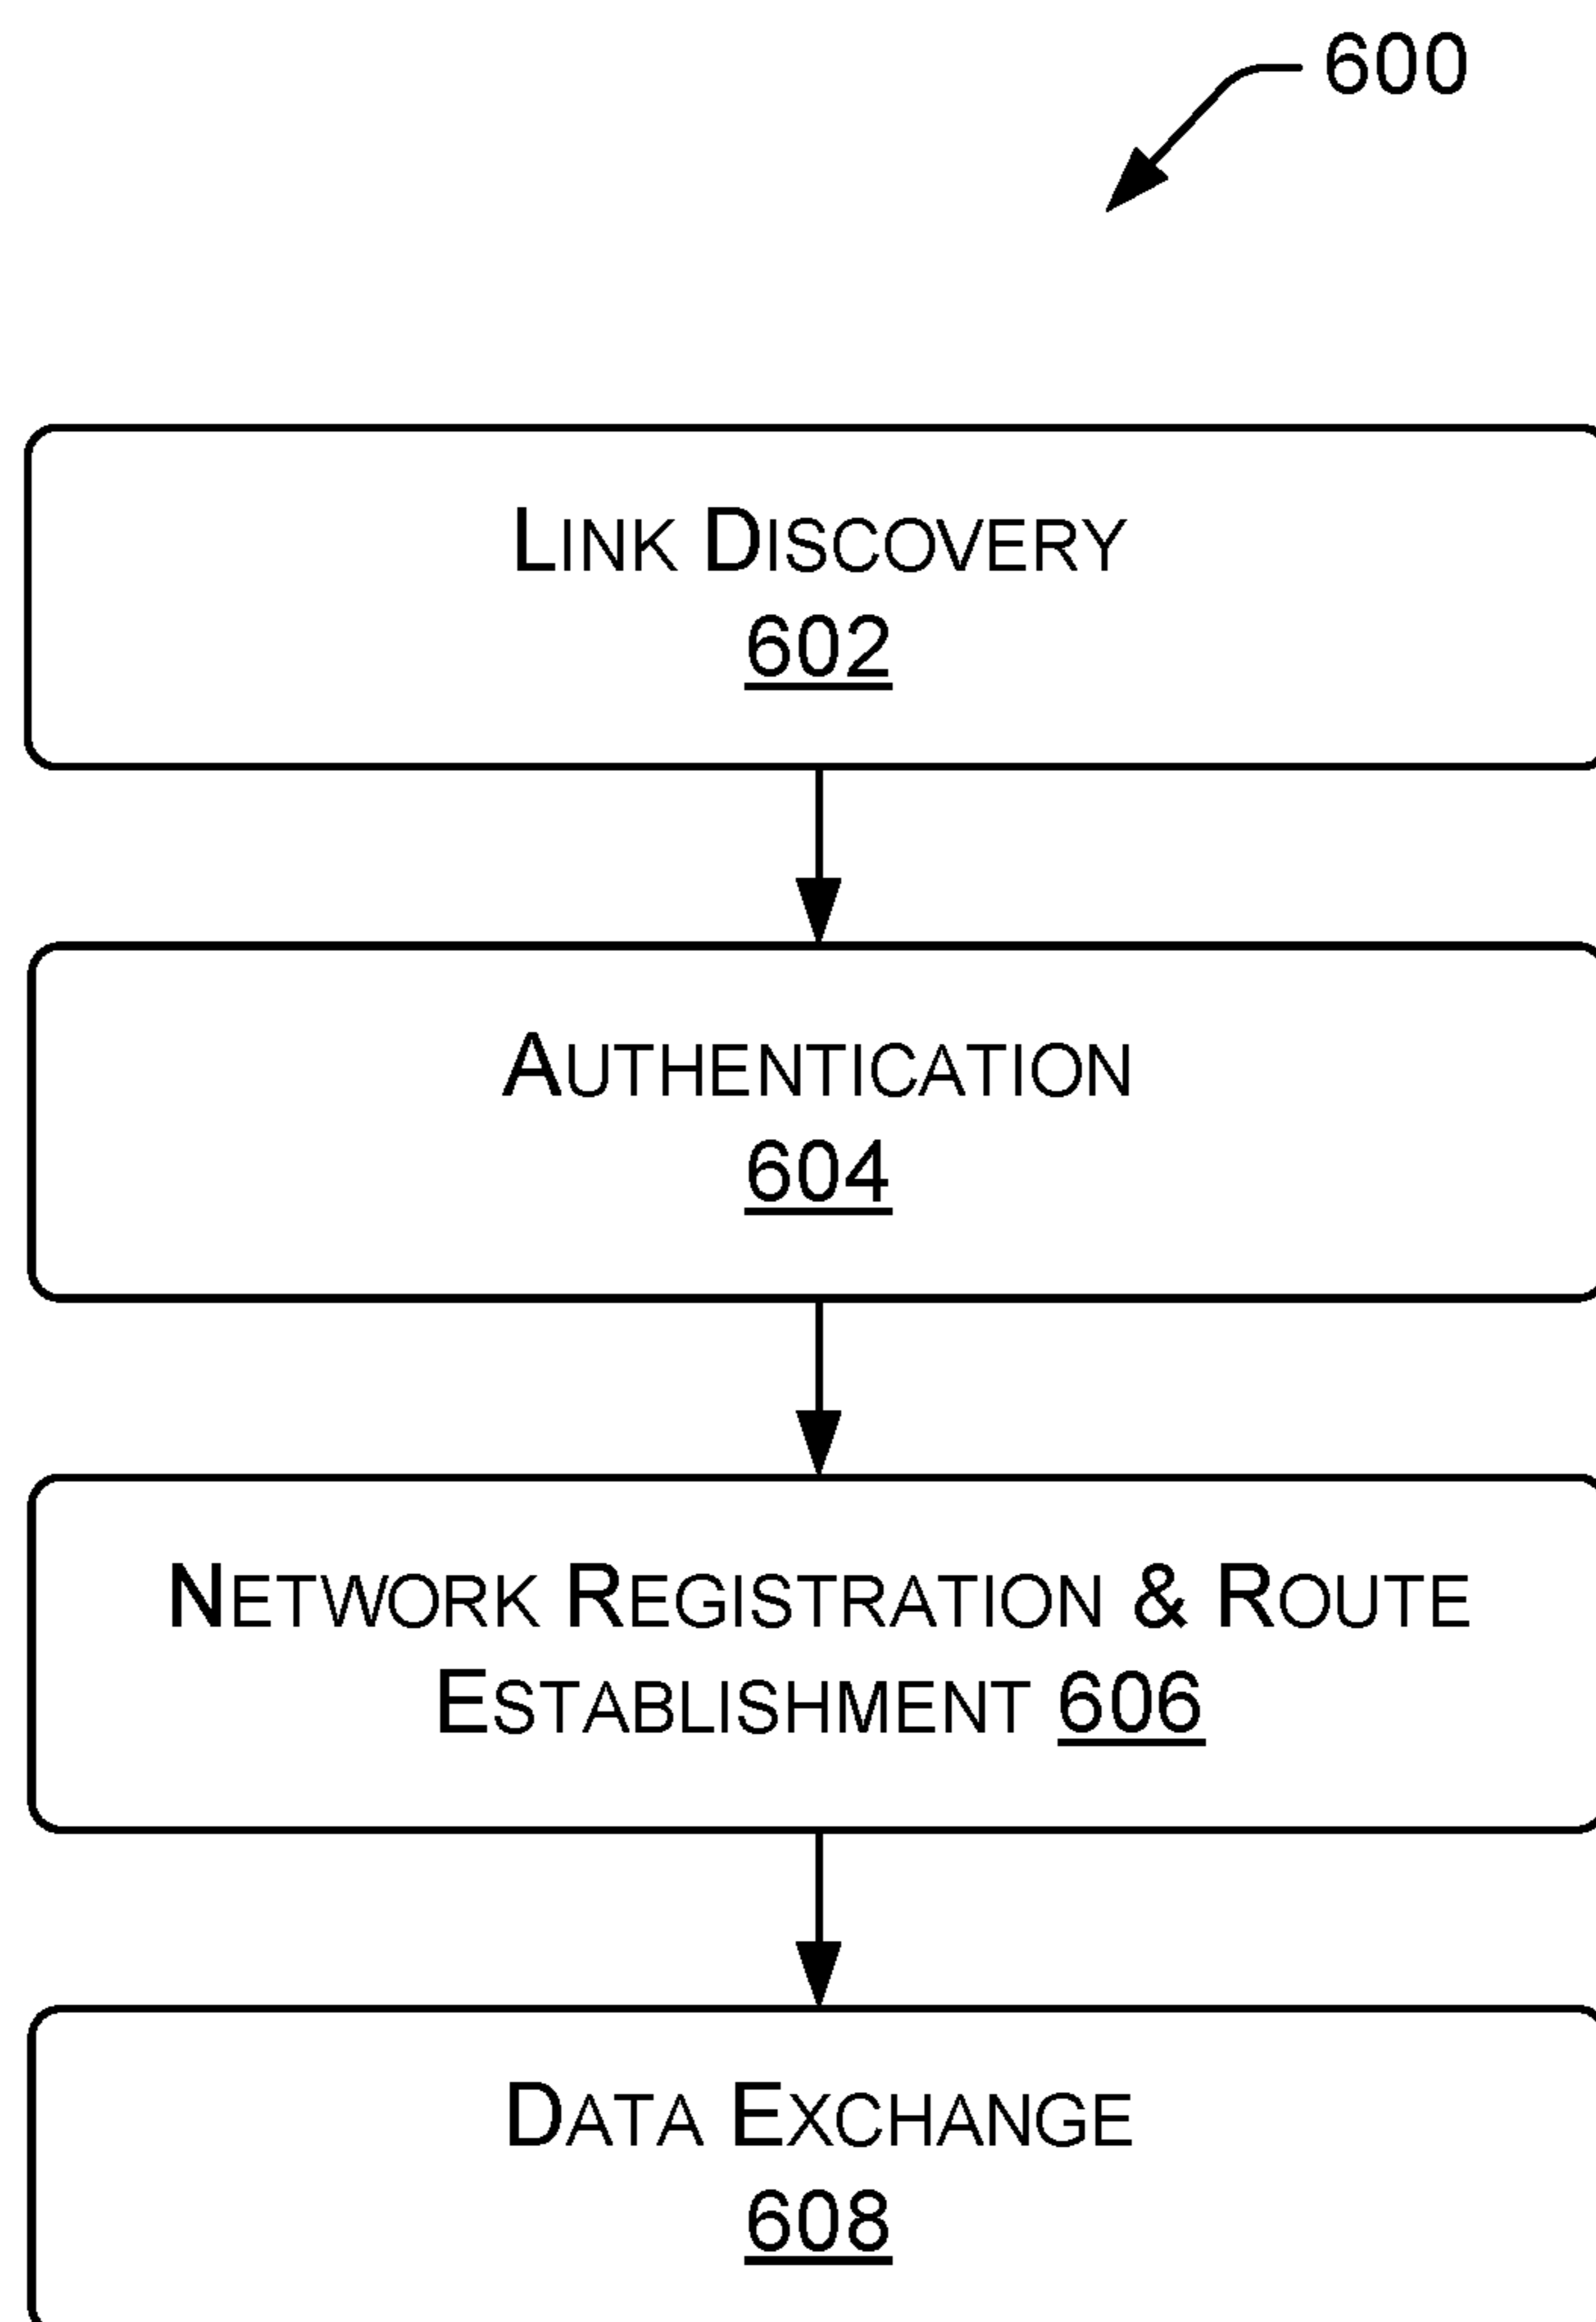 600
LINK DISCOVERY
602
AUTHENTICATION
604
NETWORK REGISTRATION & ROUTE
ESTABLISHMENT 606
DATA EXCHANGE
608